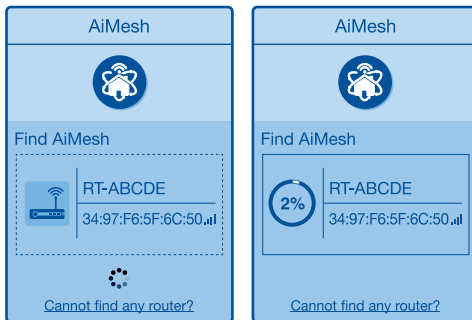 AiMesh
Find AiMesh
RT-ABCDE
34:97:F6:5F:6C:50
Cannot find any router?
AiMesh
Find AiMesh
2%
RT-ABCDE
34:97:F6:5F:6C:50
Cannot find any router?